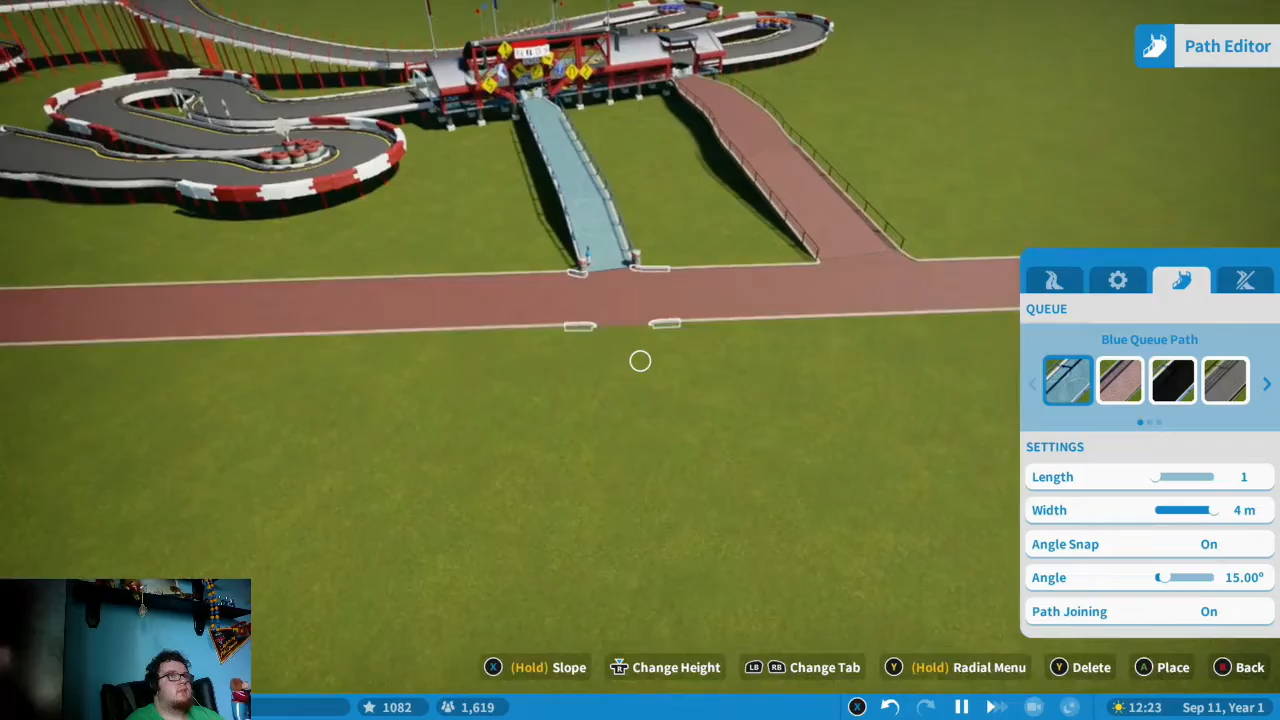 Path Editor
QUEUE
Blue Queue Path
SETTINGS
Length 1
Width 4 m
Angle Snap On
Angle 15.00°
Path Joining On
X (Hold) Slope R Change Height LB RB Change Tab Y (Hold) Radial Menu Y Delete A Place B Back
1082 1,619 X 12:23 Sep 11, Year 1